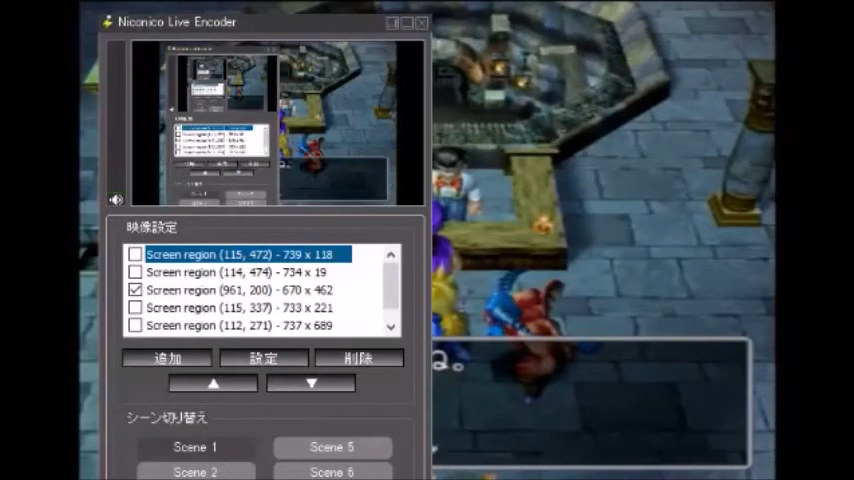 Niconico Live Encoder
映像設定
Screen region (115, 472) - 739 x 118
Screen region (114, 474) - 734 x 19
Screen region (961, 200) - 670 x 462
Screen region (115, 337) - 733 x 221
Screen region (112, 271) - 737 x 689
追加 設定 削除
シーン切り替え
Scene 1 Scene 5
Scene 2 Scene 6